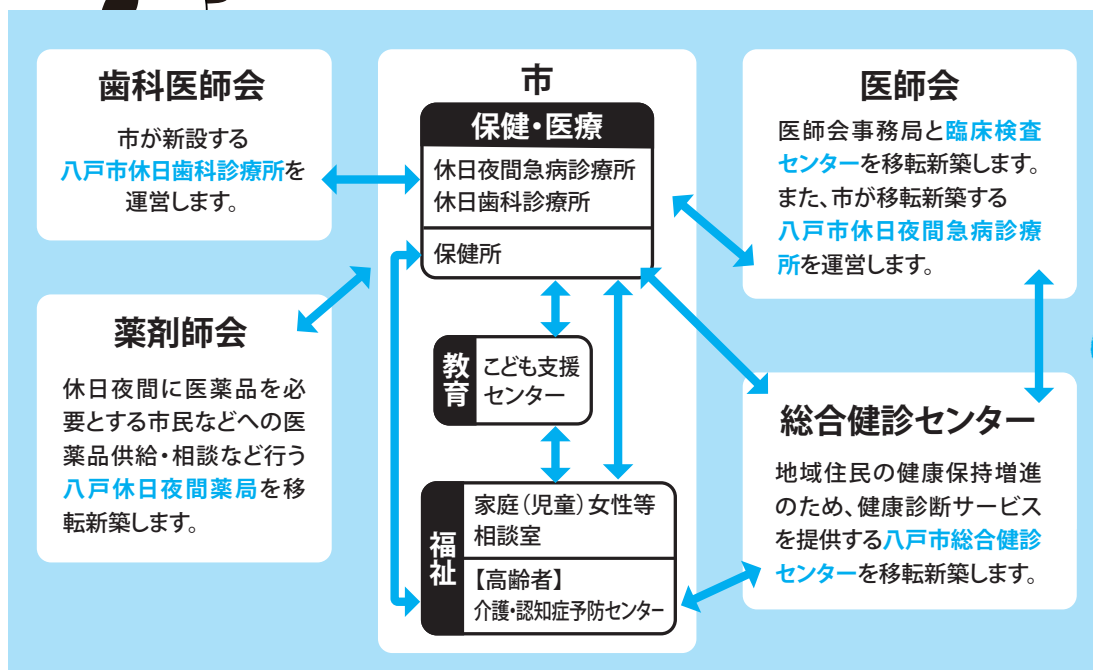 歯科医師会
市が新設する
八戸市休日歯科診療所を
運営します。
薬剤師会
休日夜間に医薬品を必
要とする市民などへの医
薬品供給・相談など行う
八戸休日夜間薬局を移
転新築します。
市
保健・医療
休日夜間急病診療所
休日歯科診療所
保健所
教育
こども支援
センター
福祉
家庭(児童)女性等
相談室
【高齢者】
介護・認知症予防センター
医師会
医師会事務局と臨床検査
センターを移転新築します。
また、市が移転新築する
八戸市休日夜間急病診療
所を運営します。
総合健診センター
地域住民の健康保持増進
のため、健康診断サービス
を提供する八戸市総合健診
センターを移転新築します。